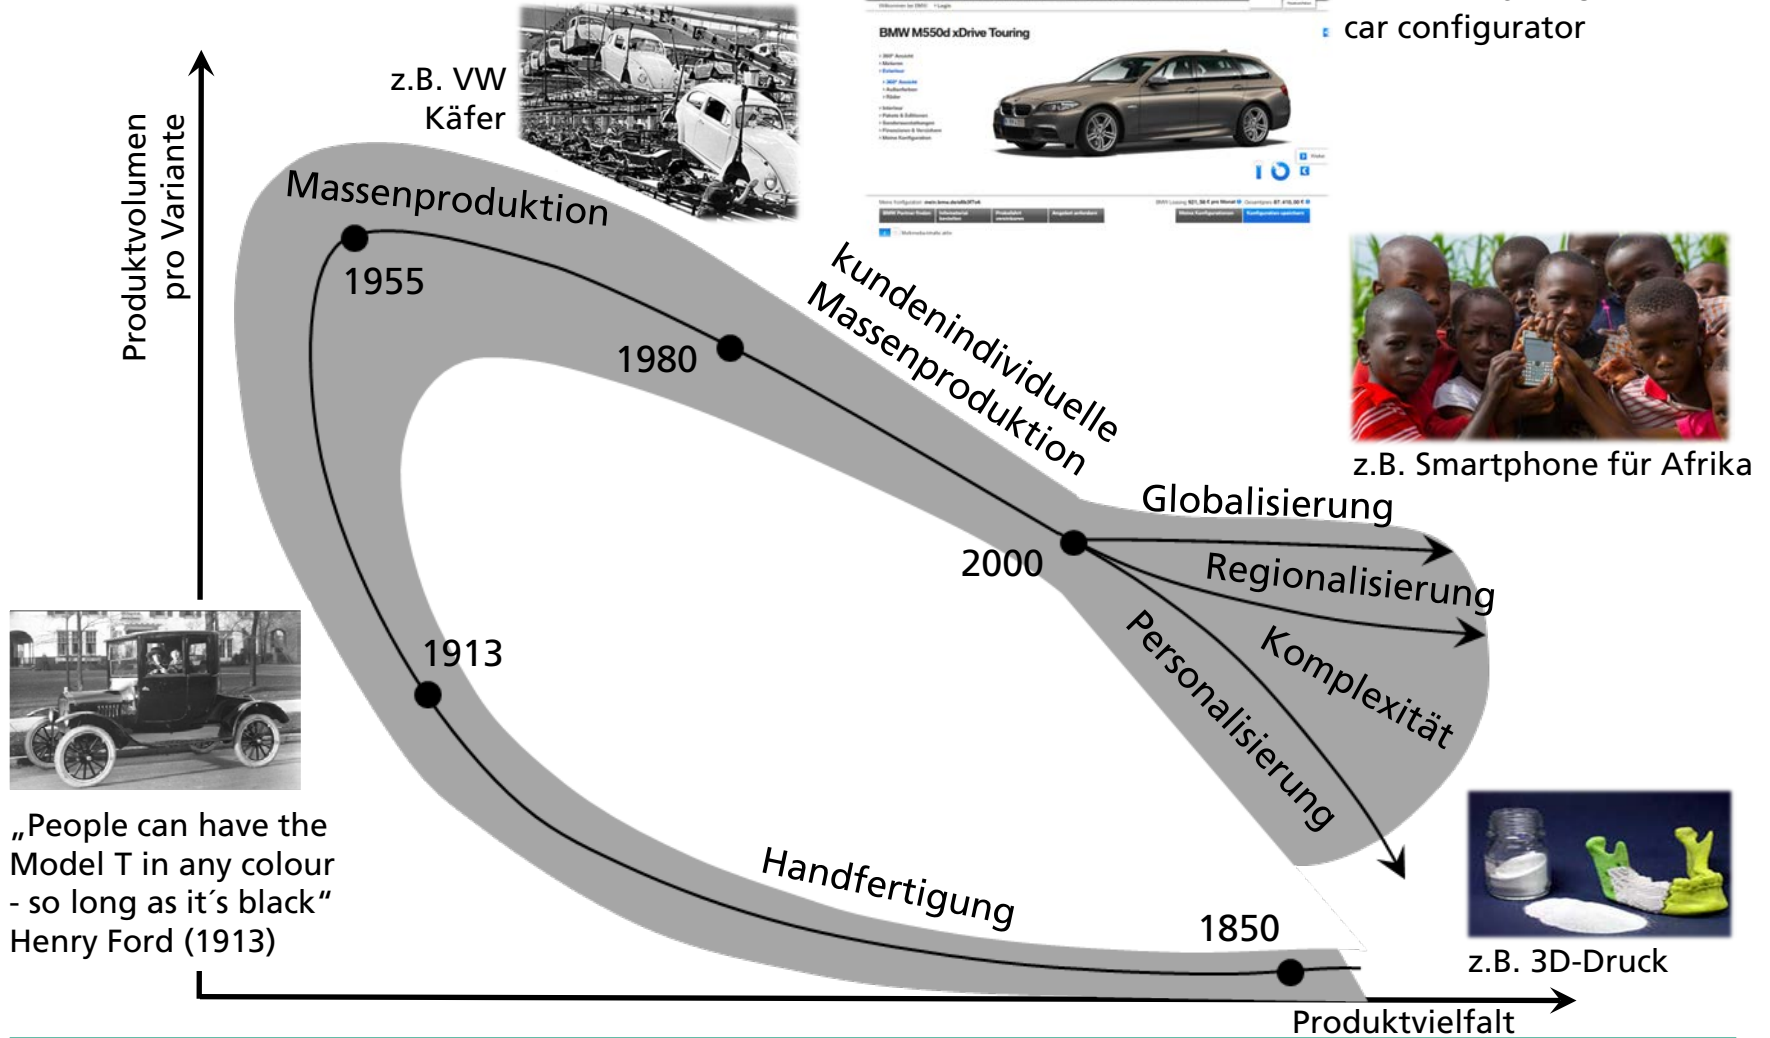 car configurator
BMW M550d xDrive Touring
z.B. VW
Käfer
Produktvolumen
pro Variante
Massenproduktion
1955
1980
kundenindividuelle
Massenproduktion
z.B. Smartphone für Afrika
Globalisierung
2000
Regionalisierung
Komplexität
Personalisierung
1913
„People can have the
Model T in any colour
- so long as it´s black“
Henry Ford (1913)
Handfertigung
1850
z.B. 3D-Druck
Produktvielfalt